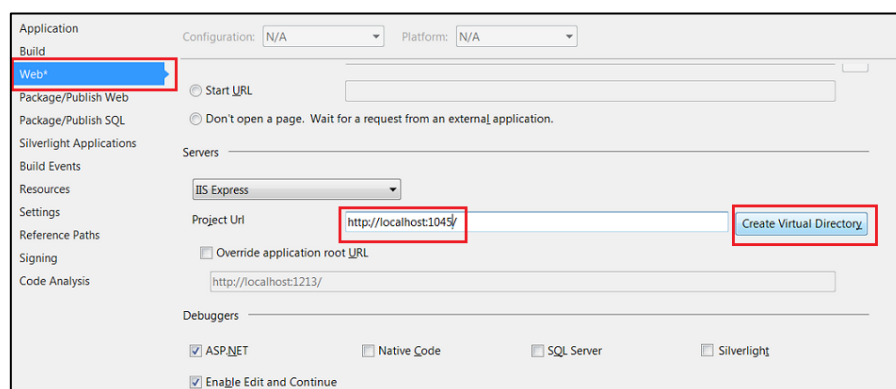 Application
Build
Web*
Package/Publish Web
Package/Publish SQL
Silverlight Applications
Build Events
Resources
Settings
Reference Paths
Signing
Code Analysis
Configuration: N/A Platform: N/A
Start URL
Don't open a page. Wait for a request from an external application.
Servers
IIS Express
Project Url http://localhost:1045/ Create Virtual Directory
Override application root URL
http://localhost:1213/
Debuggers
ASP.NET Native Code SQL Server Silverlight
Enable Edit and Continue